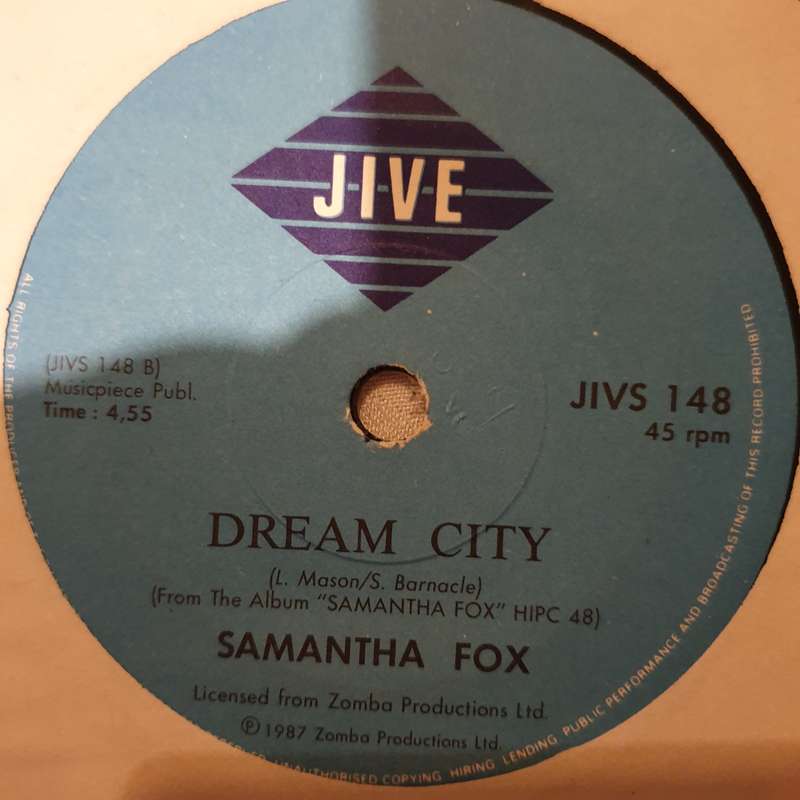 JIVE
(JIVS 148 B)
Musicpiece Publ.
Time : 4,55
JIVS 148
45 rpm
DREAM CITY
(L. Mason/S. Barnacle)
(From The Album "SAMANTHA FOX" HIPC 48)
SAMANTHA FOX
Licensed from Zomba Productions Ltd.
Ⓟ 1987 Zomba Productions Ltd.
ALL RIGHTS OF THE PRODUCER UNAUTHORISED COPYING HIRING LENDING PUBLIC PERFORMANCE AND BROADCASTING OF THIS RECORD PROHIBITED